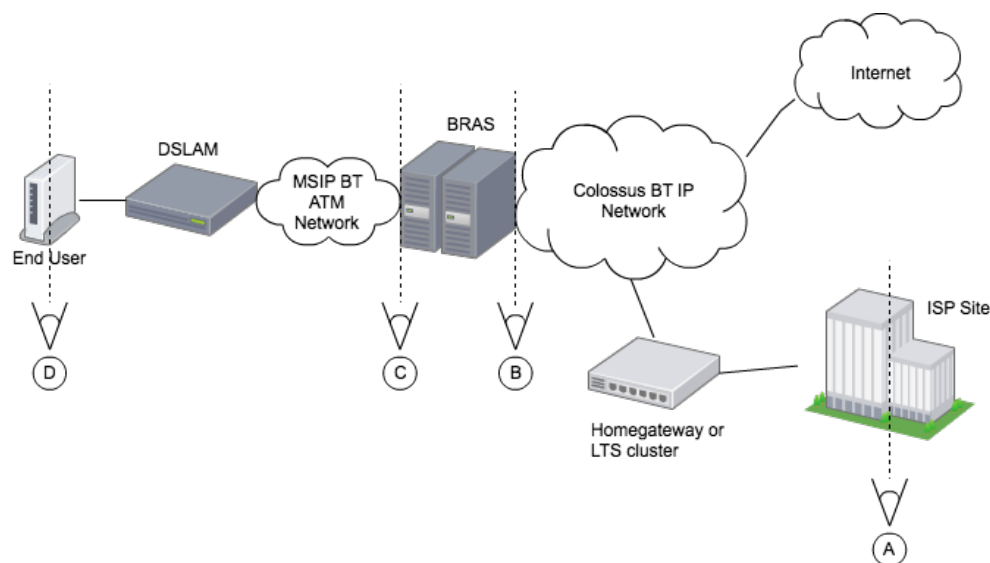 Internet
BRAS
DSLAM
MSIP BT
ATM
Network
Colossus BT IP
Network
End User
ISP Site
D
C
B
Homegateway or
LTS cluster
A